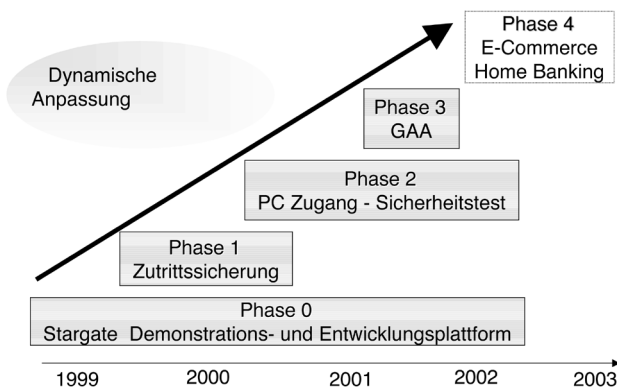 Phase 4
E-Commerce
Home Banking
Dynamische
Anpassung
Phase 3
GAA
Phase 2
PC Zugang - Sicherheitstest
Phase 1
Zutrittssicherung
Phase 0
Stargate Demonstrations- und Entwicklungsplattform
1999 2000 2001 2002 2003